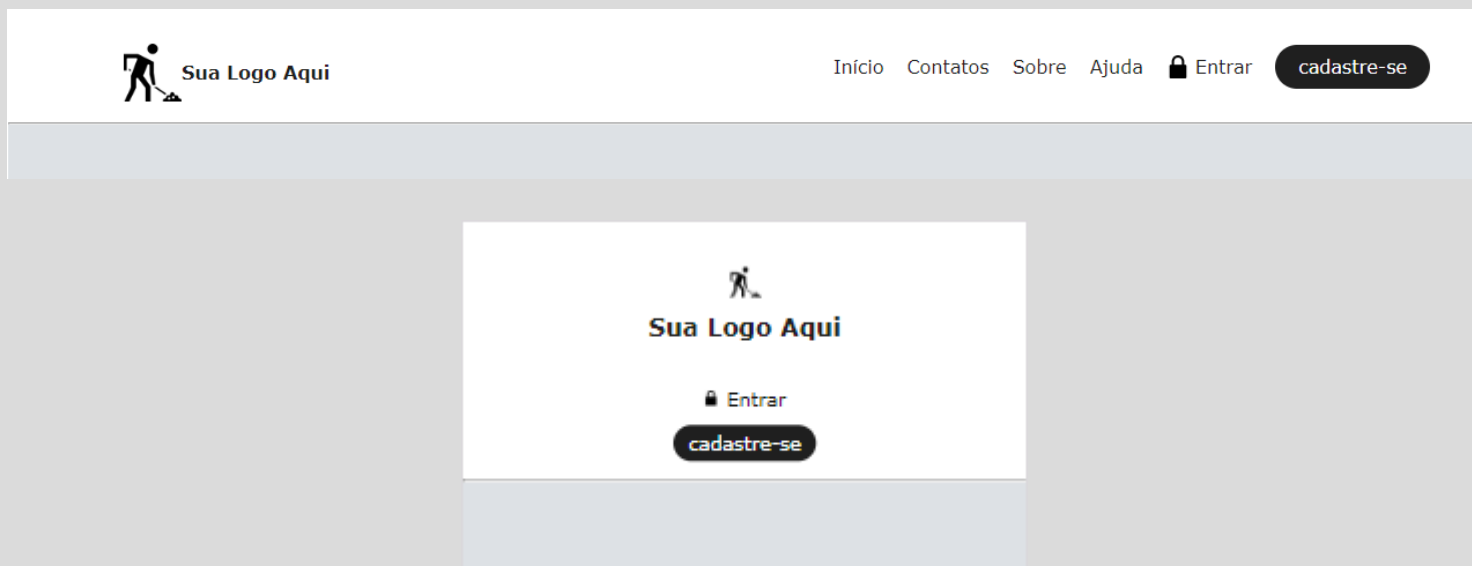 Sua Logo Aqui
Início Contatos Sobre Ajuda Entrar cadastre-se
Sua Logo Aqui
Entrar
cadastre-se